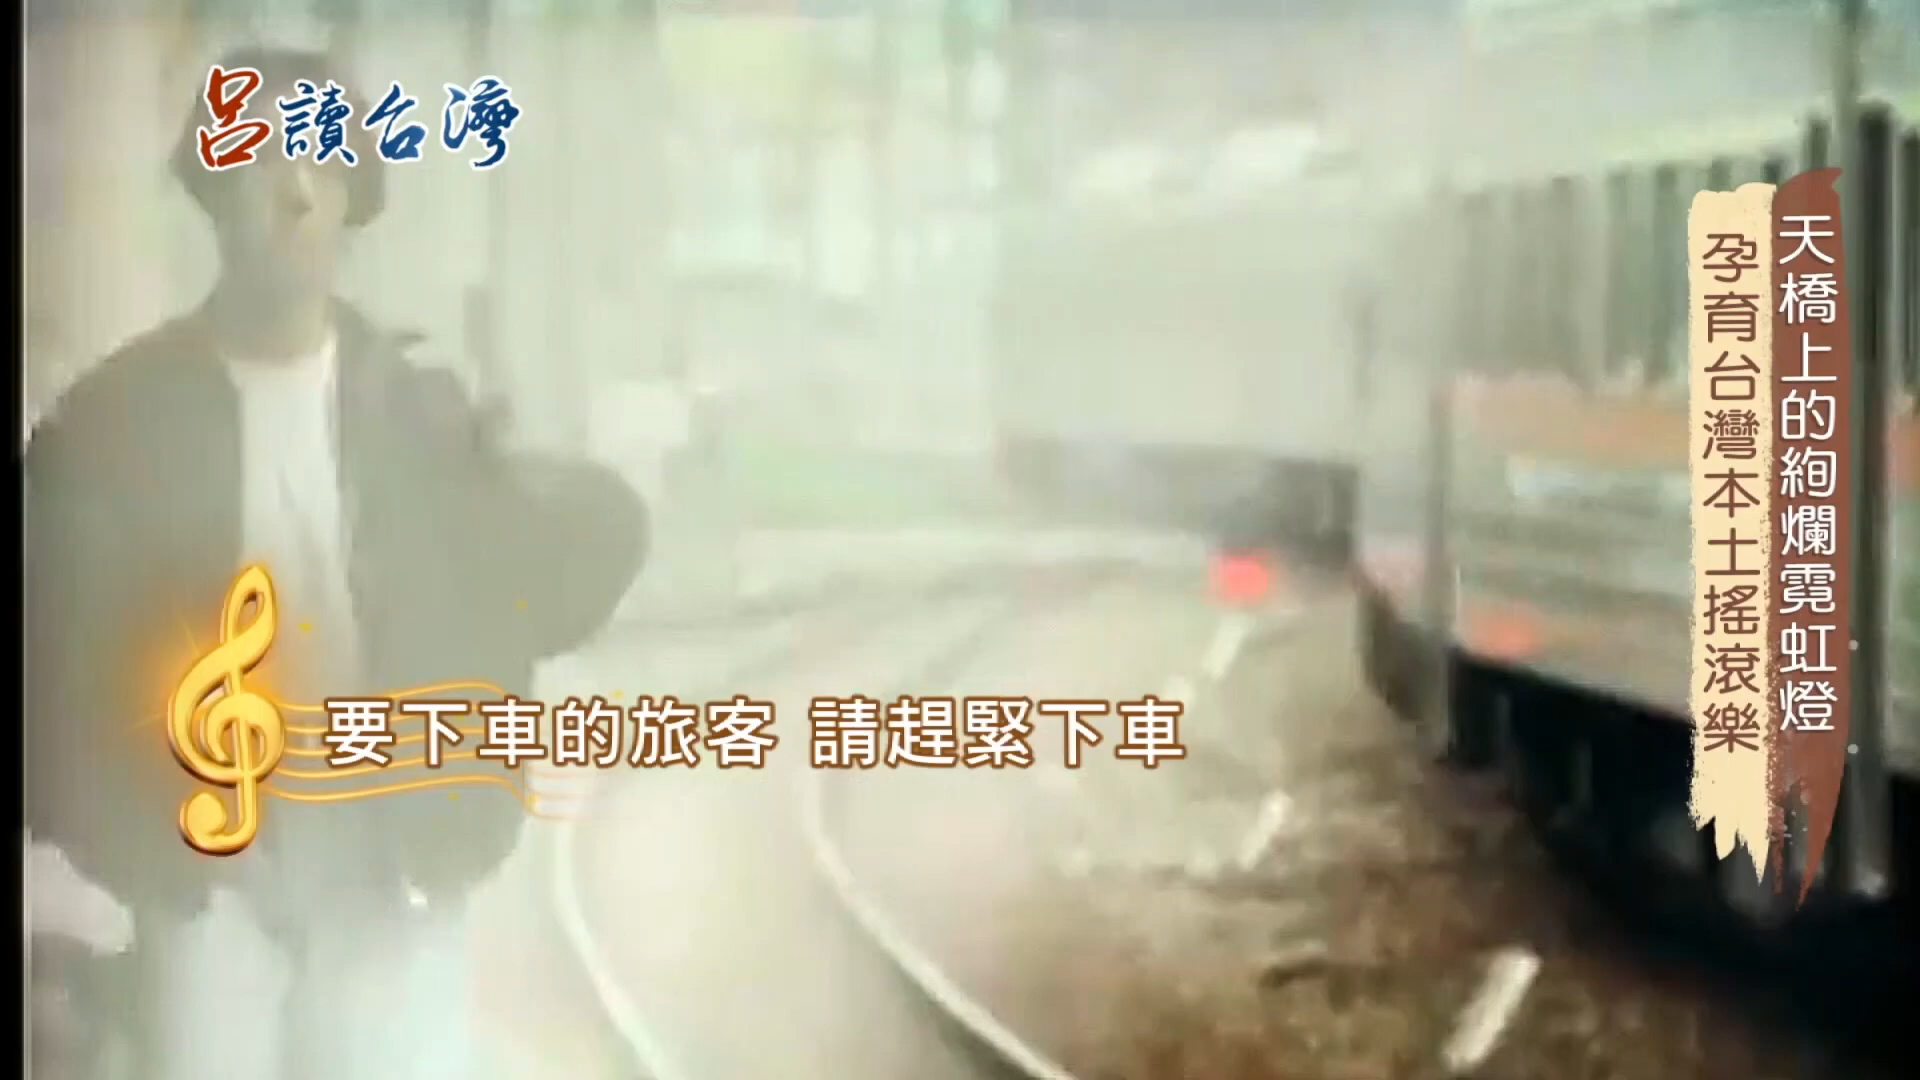 呂讀台灣
天橋上的絢爛霓虹燈
孕育台灣本土搖滾樂
要下車的旅客 請趕緊下車